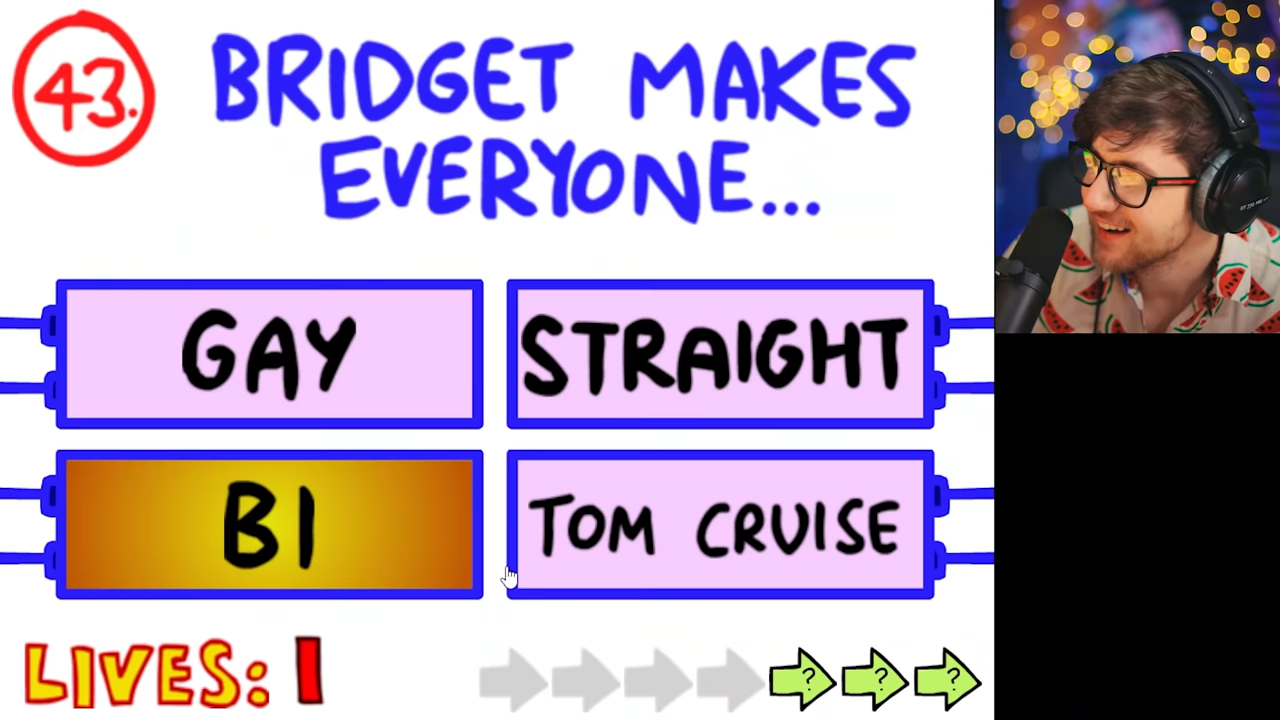 43.
BRIDGET MAKES
EVERYONE...
GAY
STRAIGHT
BI
TOM CRUISE
LIVES: 1
? ? ?